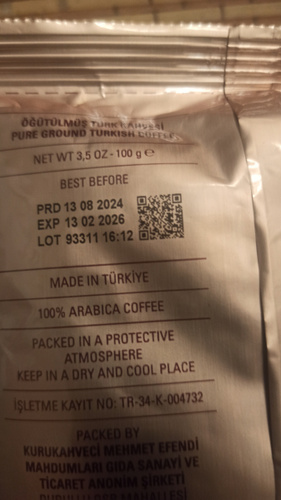 ÖĞÜTÜLMÜŞ TÜRK KAHVESİ
PURE GROUND TURKISH COFFEE
NET WT 3,5 OZ - 100 g ℮
BEST BEFORE
PRD 13 08 2024
EXP 13 02 2026
LOT 93311 16:12
MADE IN TÜRKİYE
100% ARABICA COFFEE
PACKED IN A PROTECTIVE
ATMOSPHERE
KEEP IN A DRY AND COOL PLACE
İŞLETME KAYIT NO: TR-34-K-004732
PACKED BY
KURUKAHVECİ MEHMET EFENDİ
MAHDUMLARI GIDA SANAYİ VE
TİCARET ANONİM ŞİRKETİ